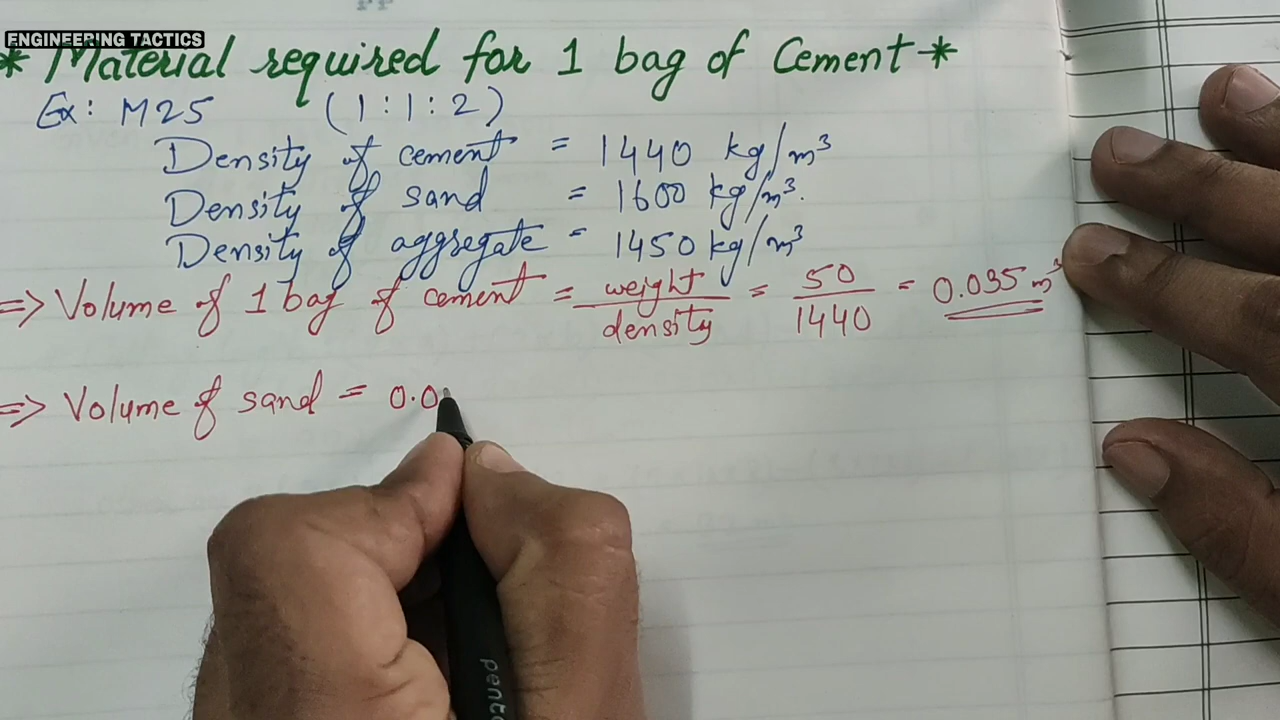 ENGINEERING TACTICS
* Material required for 1 bag of Cement *
Ex: M25 (1:1:2)
Density of cement = 1440 kg/m³
Density of sand = 1600 kg/m³.
Density of aggregate = 1450 kg/m³
=> Volume of 1 bag of cement = weight/density = 50/1440 = 0.035 m³
=> Volume of sand = 0.0
pent